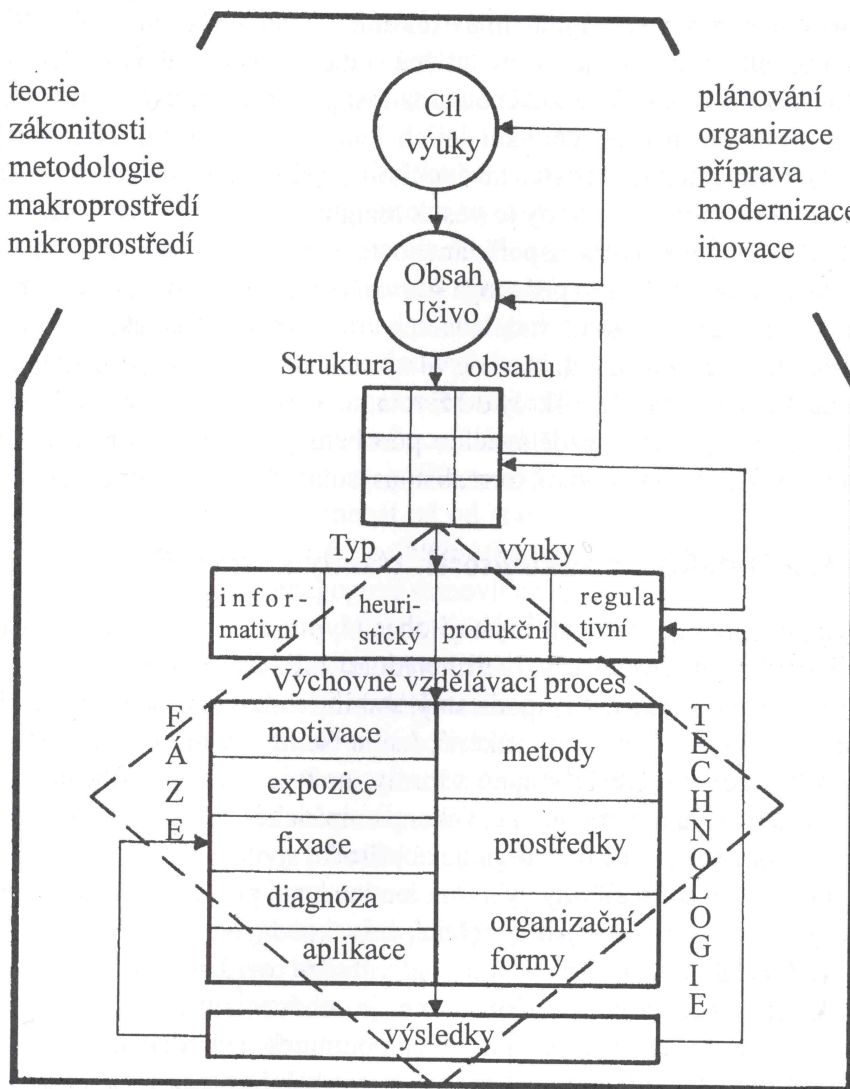 teorie
zákonitosti
metodologie
makroprostředí
mikroprostředí
Cíl
výuky
plánování
organizace
příprava
modernizace
inovace
Obsah
Učivo
Struktura obsahu
Typ výuky
infor-
mativní
heuri-
stický
produkční
regula-
tivní
Výchovně vzdělávací proces
FÁZE
motivace
expozice
fixace
diagnóza
aplikace
metody
prostředky
organizační
formy
TECHNOLOGIE
výsledky